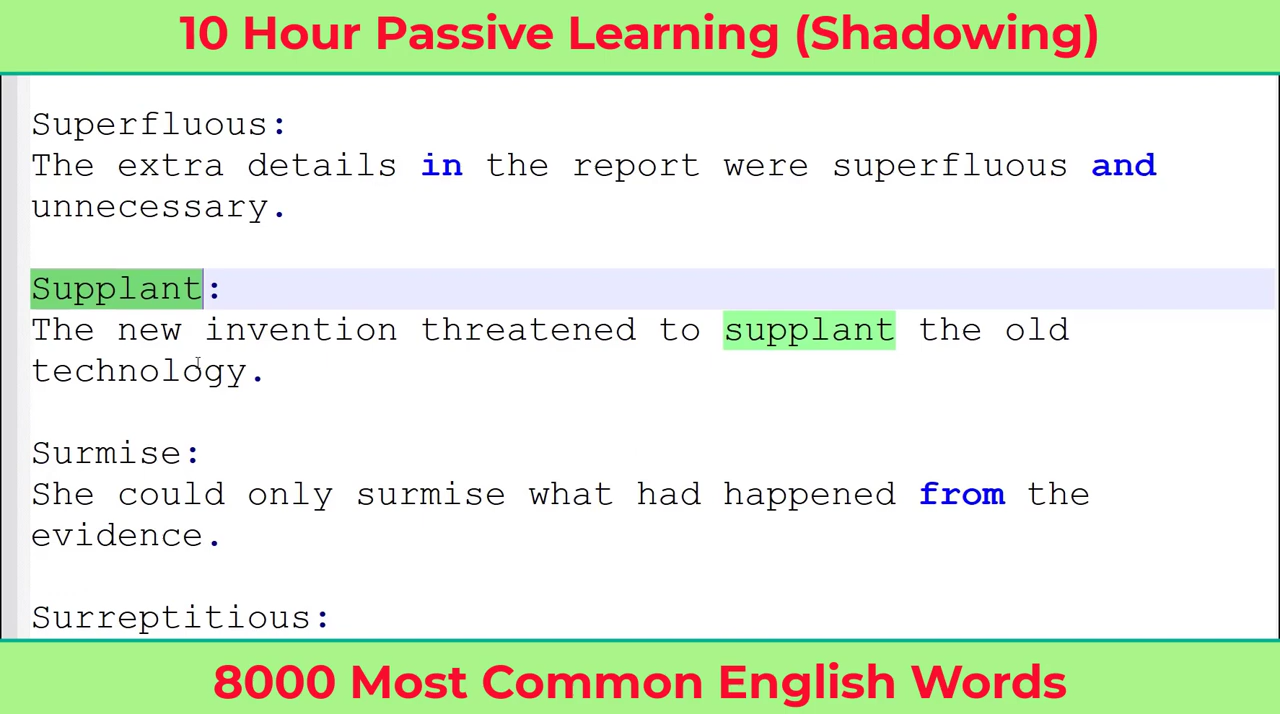 10 Hour Passive Learning (Shadowing)
Superfluous:
The extra details in the report were superfluous and
unnecessary.
Supplant:
The new invention threatened to supplant the old
technology.
Surmise:
She could only surmise what had happened from the
evidence.
Surreptitious:
8000 Most Common English Words